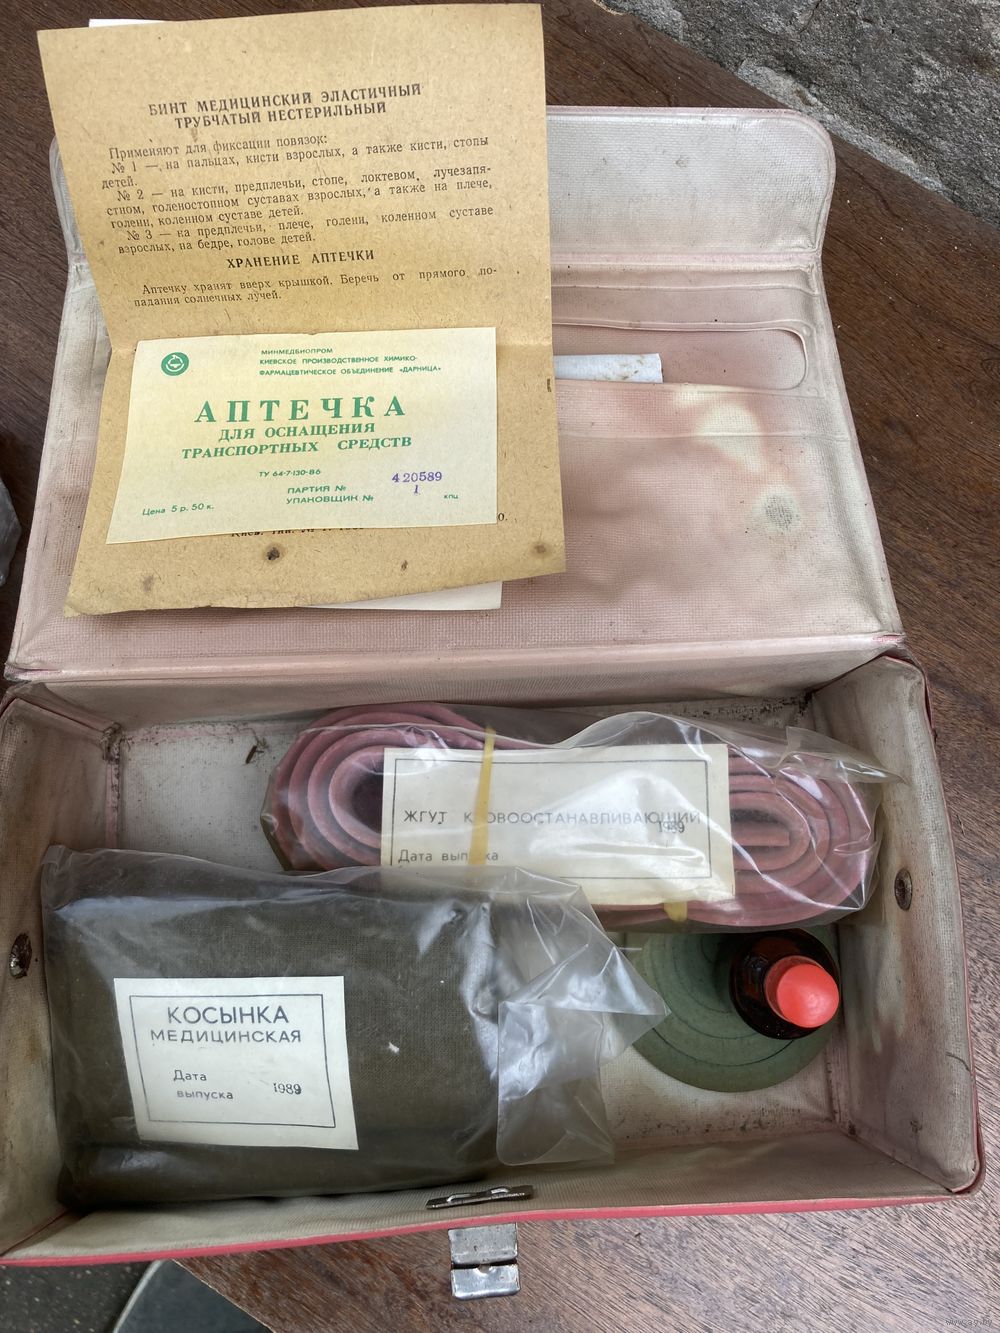 БИНТ МЕДИЦИНСКИЙ ЭЛАСТИЧНЫЙ
ТРУБЧАТЫЙ НЕСТЕРИЛЬНЫЙ
Применяют для фиксации повязок:
№ 1 — на пальцах, кисти взрослых, а также кисти, стопы
детей.
№ 2 — на кисти, предплечьи, стопе, локтевом, лучезапя-
стном, голеностопном суставах взрослых, а также на плече,
голени, коленном суставе детей.
№ 3 — на предплечьи, плече, голени, коленном суставе
взрослых, на бедре, голове детей.
ХРАНЕНИЕ АПТЕЧКИ
Аптечку хранят вверх крышкой. Беречь от прямого по-
падания солнечных лучей.
МИНМЕДБИОПРОМ
КИЕВСКОЕ ПРОИЗВОДСТВЕННОЕ ХИМИКО-
ФАРМАЦЕВТИЧЕСКОЕ ОБЪЕДИНЕНИЕ «ДАРНИЦА»
АПТЕЧКА
ДЛЯ ОСНАЩЕНИЯ
ТРАНСПОРТНЫХ СРЕДСТВ
ТУ 64-7-130-86
ПАРТИЯ № 420589
УПАКОВЩИК № 1
Цена 5 р. 50 к.
кпц
ЖГУТ КРОВООСТАНАВЛИВАЮЩИЙ
1989
Дата выпуска
КОСЫНКА
МЕДИЦИНСКАЯ
Дата
выпуска 1989